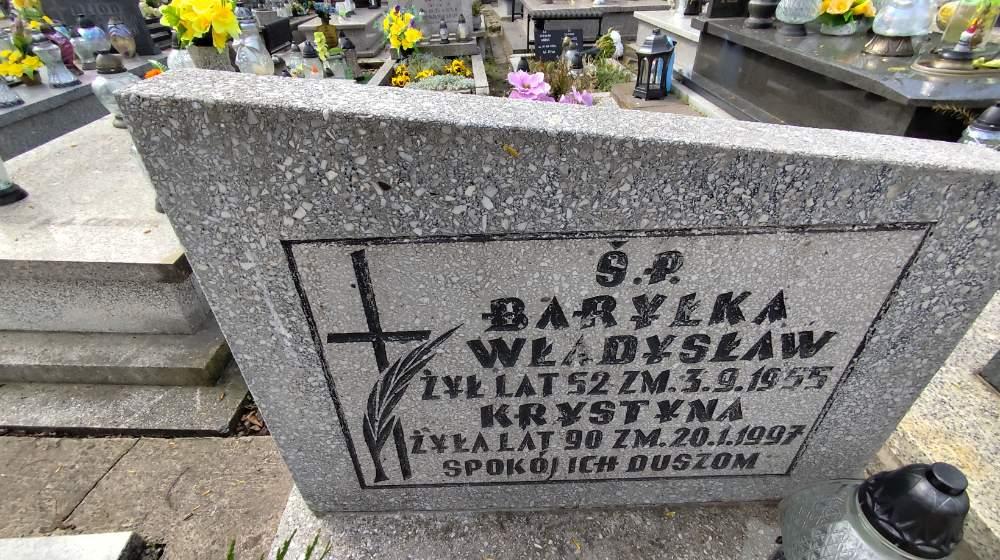 Ś.P.
BARYŁKA
WŁADYSŁAW
ŻYŁ LAT 52 ZM. 3.9.1955
KRYSTYNA
ŻYŁA LAT 90 ZM. 20.1.1997
SPOKÓJ ICH DUSZOM